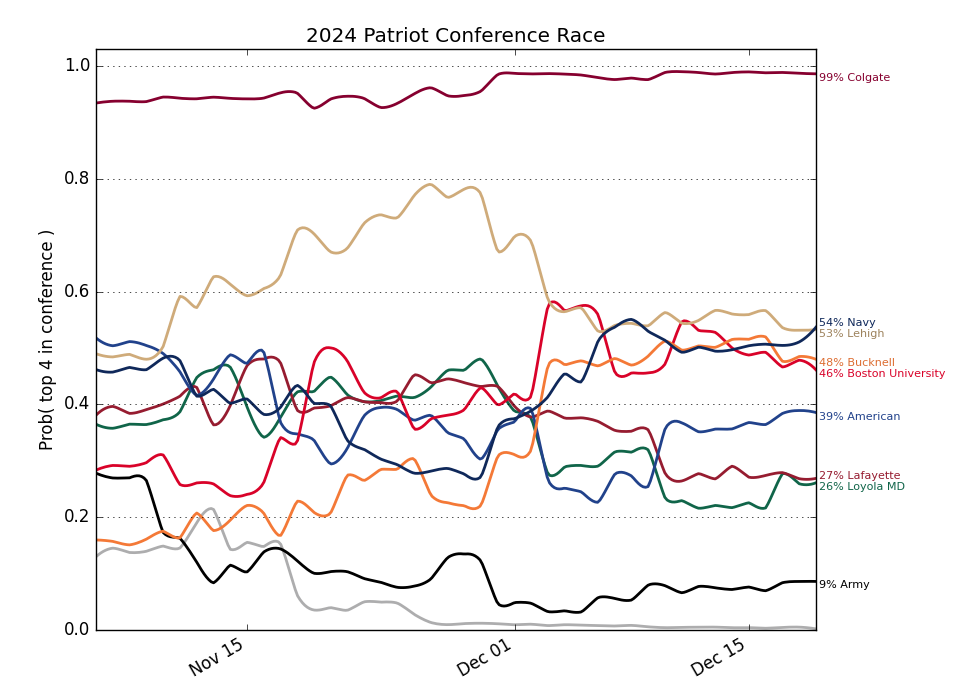 2024 Patriot Conference Race
Prob( top 4 in conference )
1.0
0.8
0.6
0.4
0.2
0.0
Nov 15
Dec 01
Dec 15
99% Colgate
54% Navy
53% Lehigh
48% Bucknell
46% Boston University
39% American
27% Lafayette
26% Loyola MD
9% Army